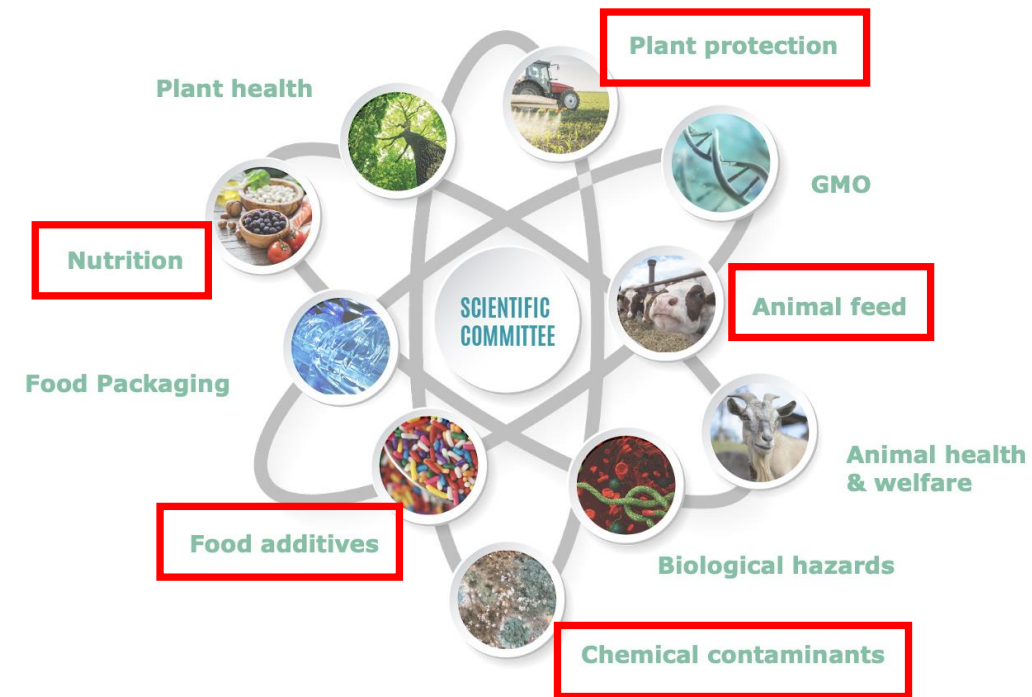 Plant protection
Plant health
GMO
Nutrition
Animal feed
SCIENTIFIC
COMMITTEE
Food Packaging
Animal health
& welfare
Food additives
Biological hazards
Chemical contaminants